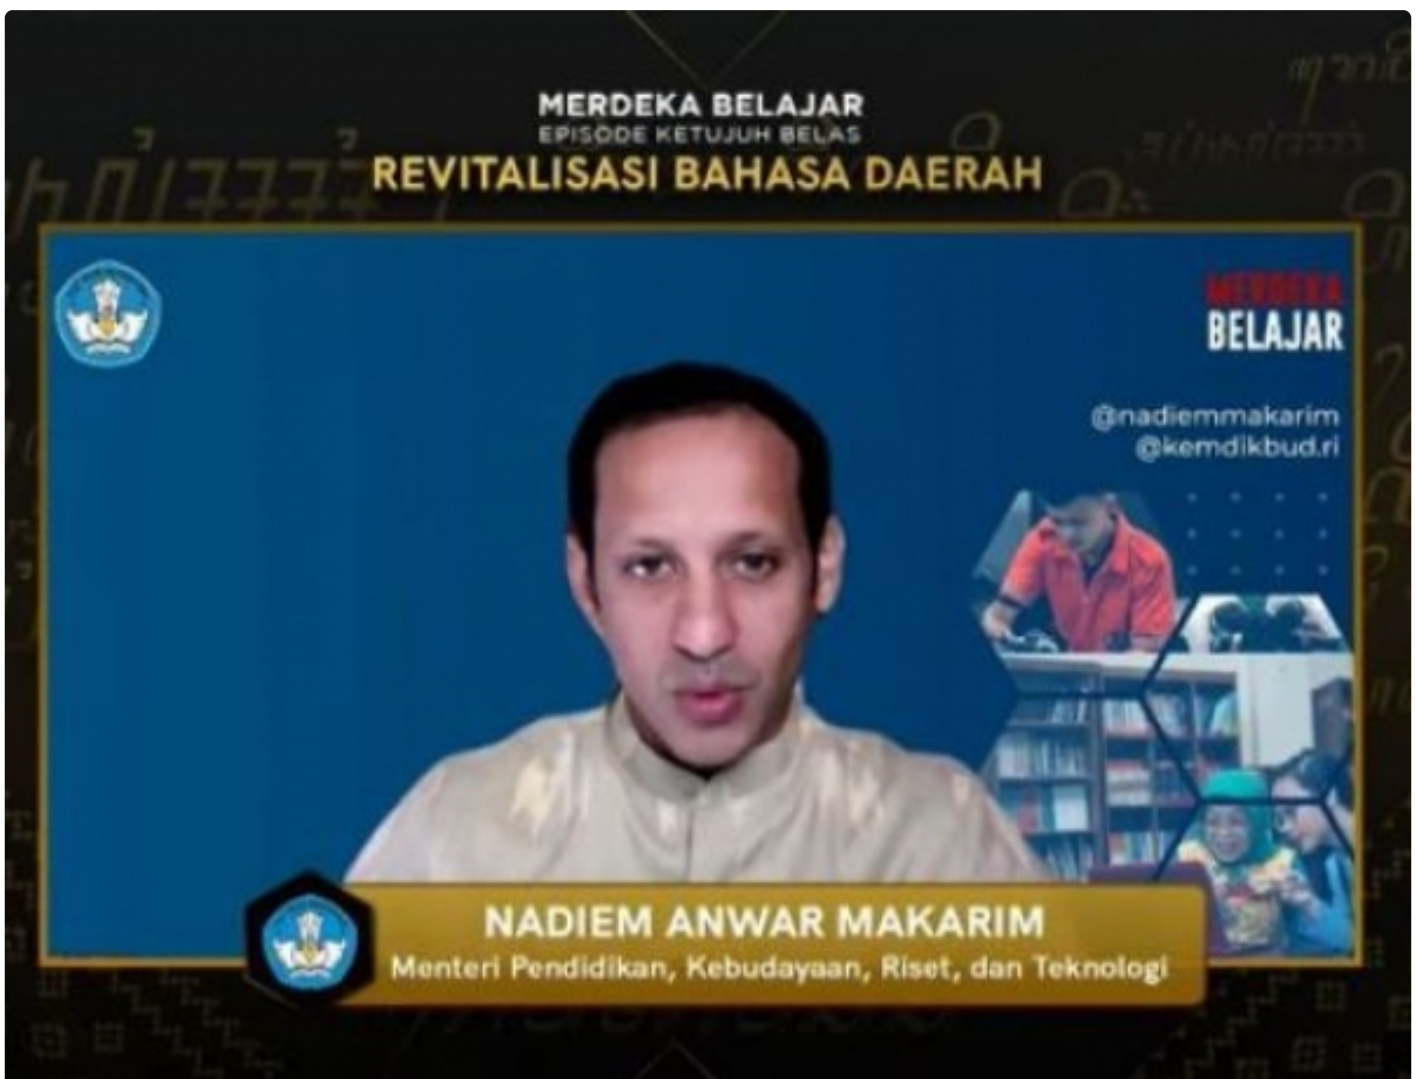 MERDEKA BELAJAR
EPISODE KETUJUH BELAS
REVITALISASI BAHASA DAERAH
MERDEKA
BELAJAR
@nadiemmakarim
@kemdikbud.ri
NADIEM ANWAR MAKARIM
Menteri Pendidikan, Kebudayaan, Riset, dan Teknologi